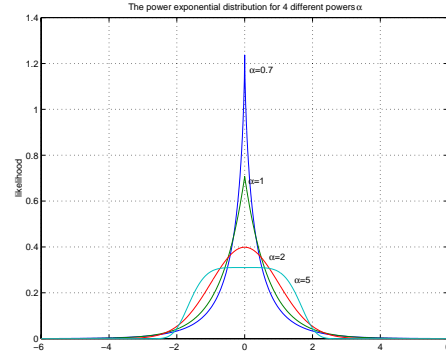 The power exponential distribution for 4 different powers α
1.4
1.2
1
0.8
0.6
0.4
0.2
0
likelihood
α=0.7
α=1
α=2
α=5
−6 −4 −2 0 2 4